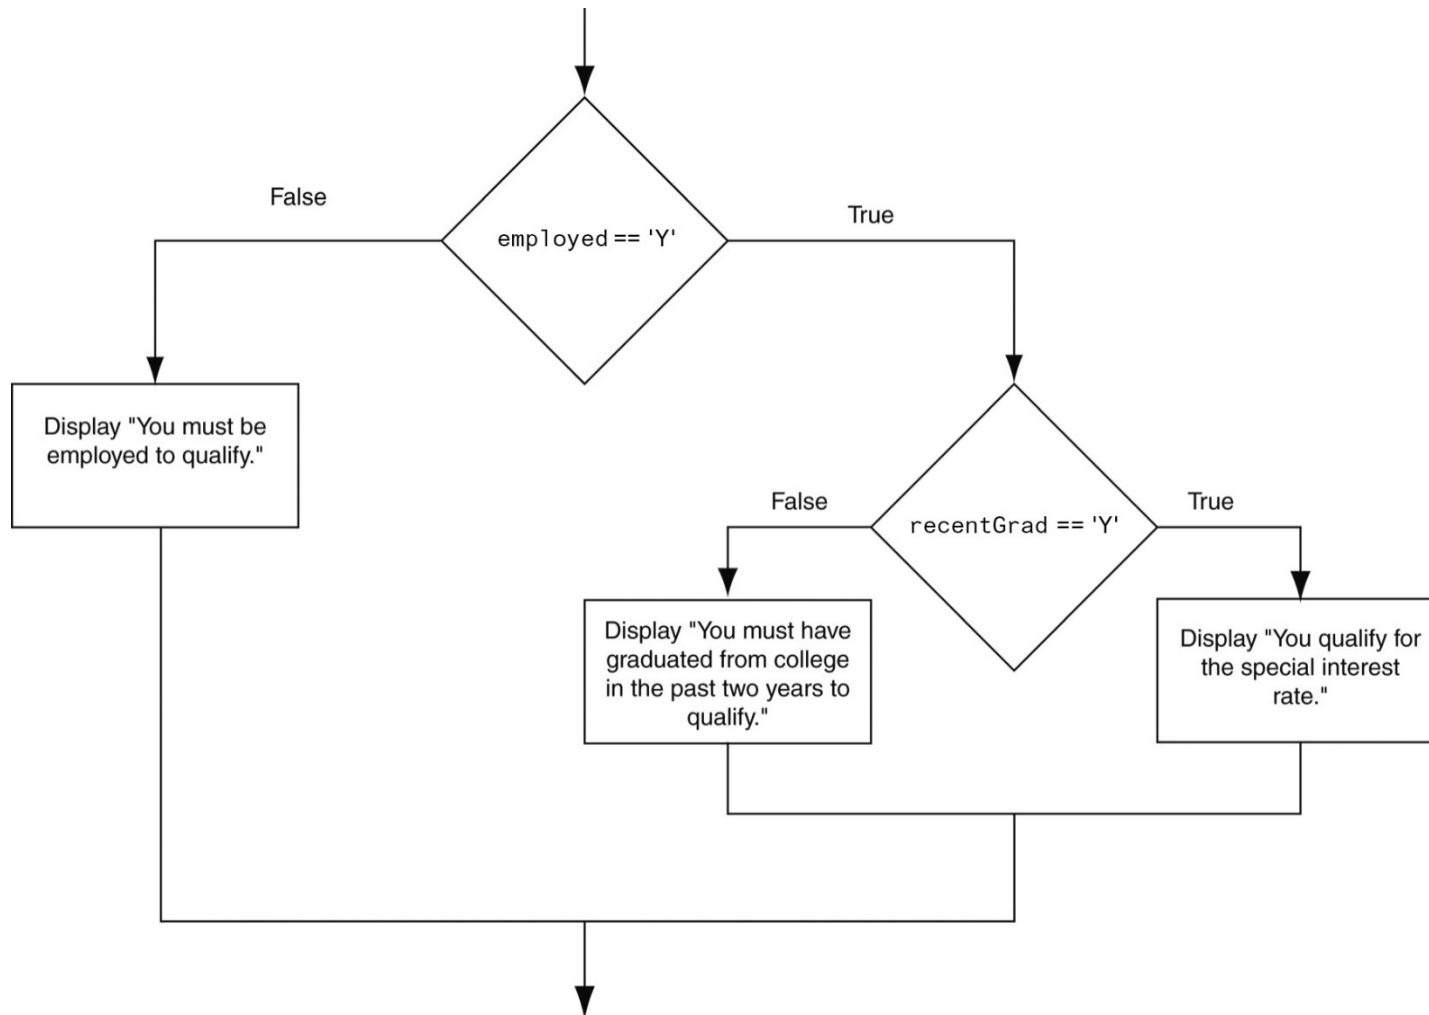 False
True
employed == 'Y'
Display "You must be
employed to qualify."
False
True
recentGrad == 'Y'
Display "You must have
graduated from college
in the past two years to
qualify."
Display "You qualify for
the special interest
rate."